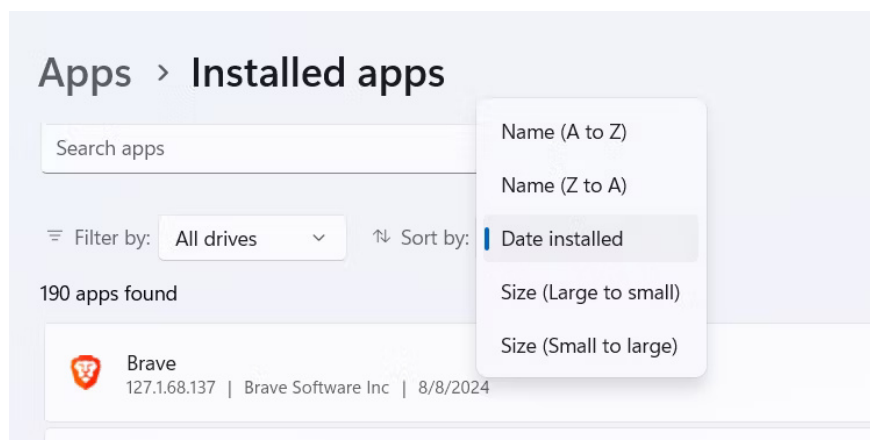 Apps > Installed apps
Search apps
Filter by: All drives Sort by:
Name (A to Z)
Name (Z to A)
Date installed
Size (Large to small)
Size (Small to large)
190 apps found
Brave
127.1.68.137 | Brave Software Inc | 8/8/2024